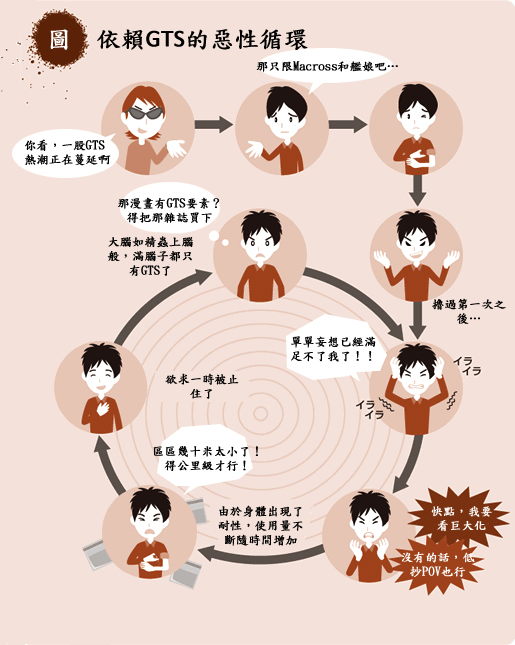 圖
依賴GTS的惡性循環
那只限Macross和艦娘吧…
你看，一股GTS
熱潮正在蔓延啊
那漫畫有GTS要素？
得把那雜誌買下
大腦如精蟲上腦
般，滿腦子都只
有GTS了
擼過第一次之
後…
單單妄想已經滿
足不了我了！！
イラ
イラ
イラ
イラ
欲求一時被止
住了
區區幾十米太小了！
得公里級才行！
由於身體出現了
耐性，使用量不
斷隨時間增加
快點，我要
看巨大化
沒有的話，低
抄POV也行